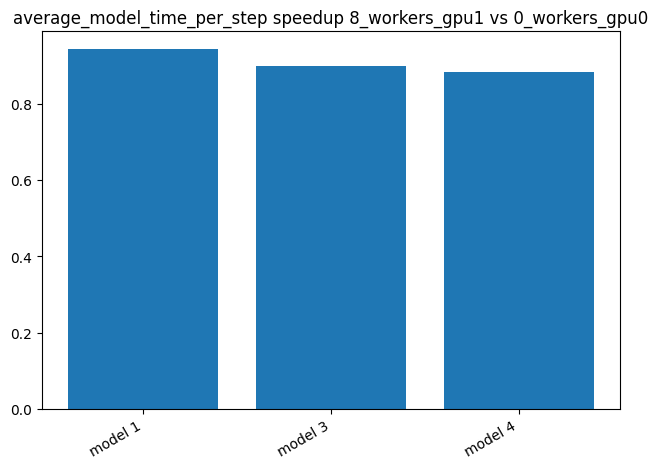 average_model_time_per_step speedup 8_workers_gpu1 vs 0_workers_gpu0
0.8
0.6
0.4
0.2
0.0
model 1
model 3
model 4